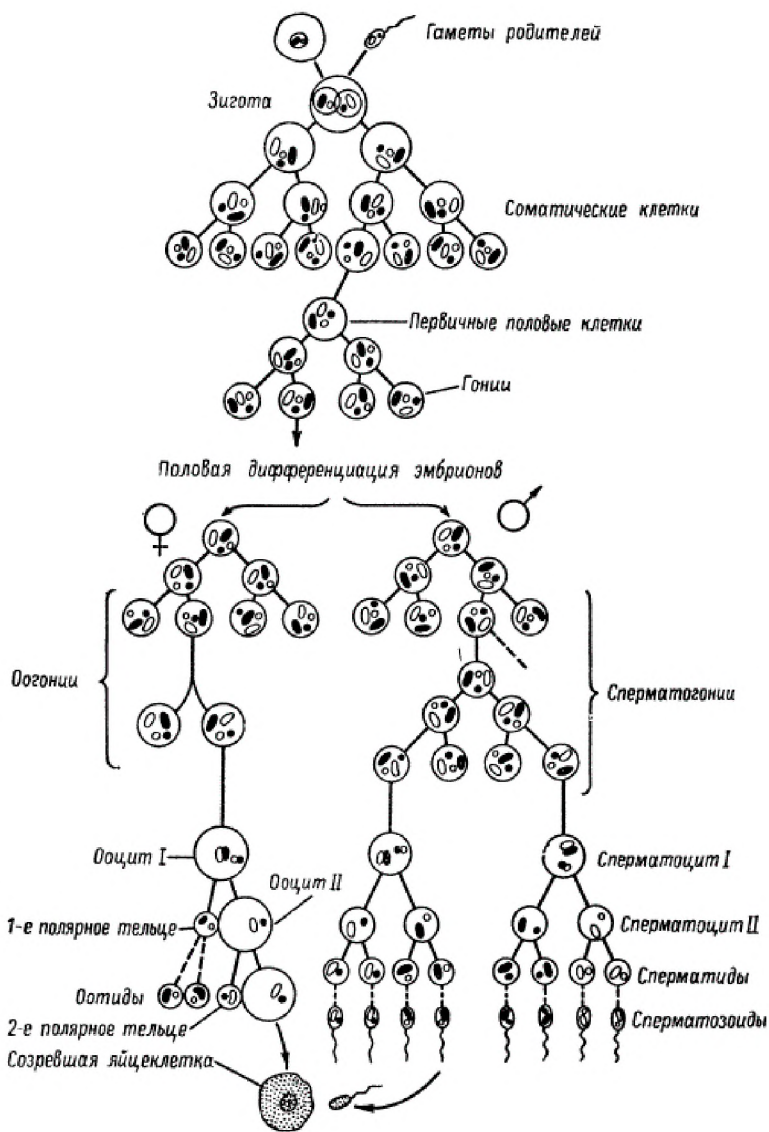 Гаметы родителей
Зигота
Соматические клетки
Первичные половые клетки
Гонии
Половая дифференциация эмбрионов
Оогонии
Сперматогонии
Ооцит I
Сперматоцит I
Ооцит II
1-е полярное тельце
Сперматоцит II
Сперматиды
Оотиды
2-е полярное тельце
Сперматозоиды
Созревшая яйцеклетка